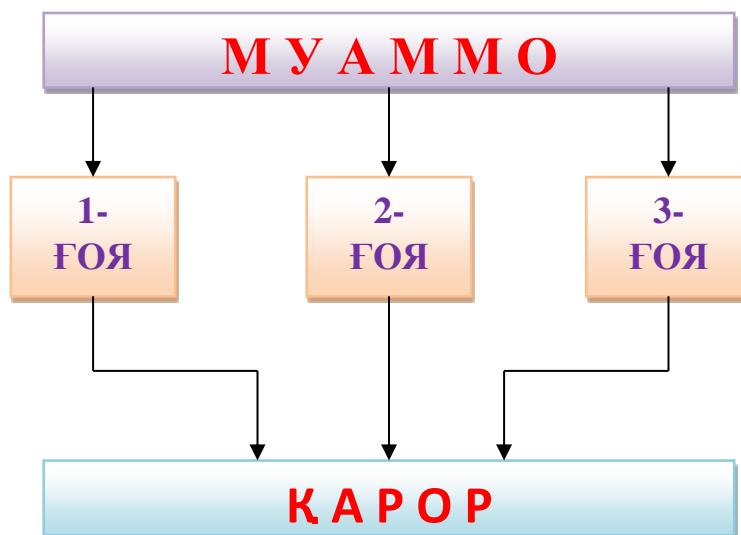 М У А М М О
1-
ҒОЯ
2-
ҒОЯ
3-
ҒОЯ
Қ А Р О Р